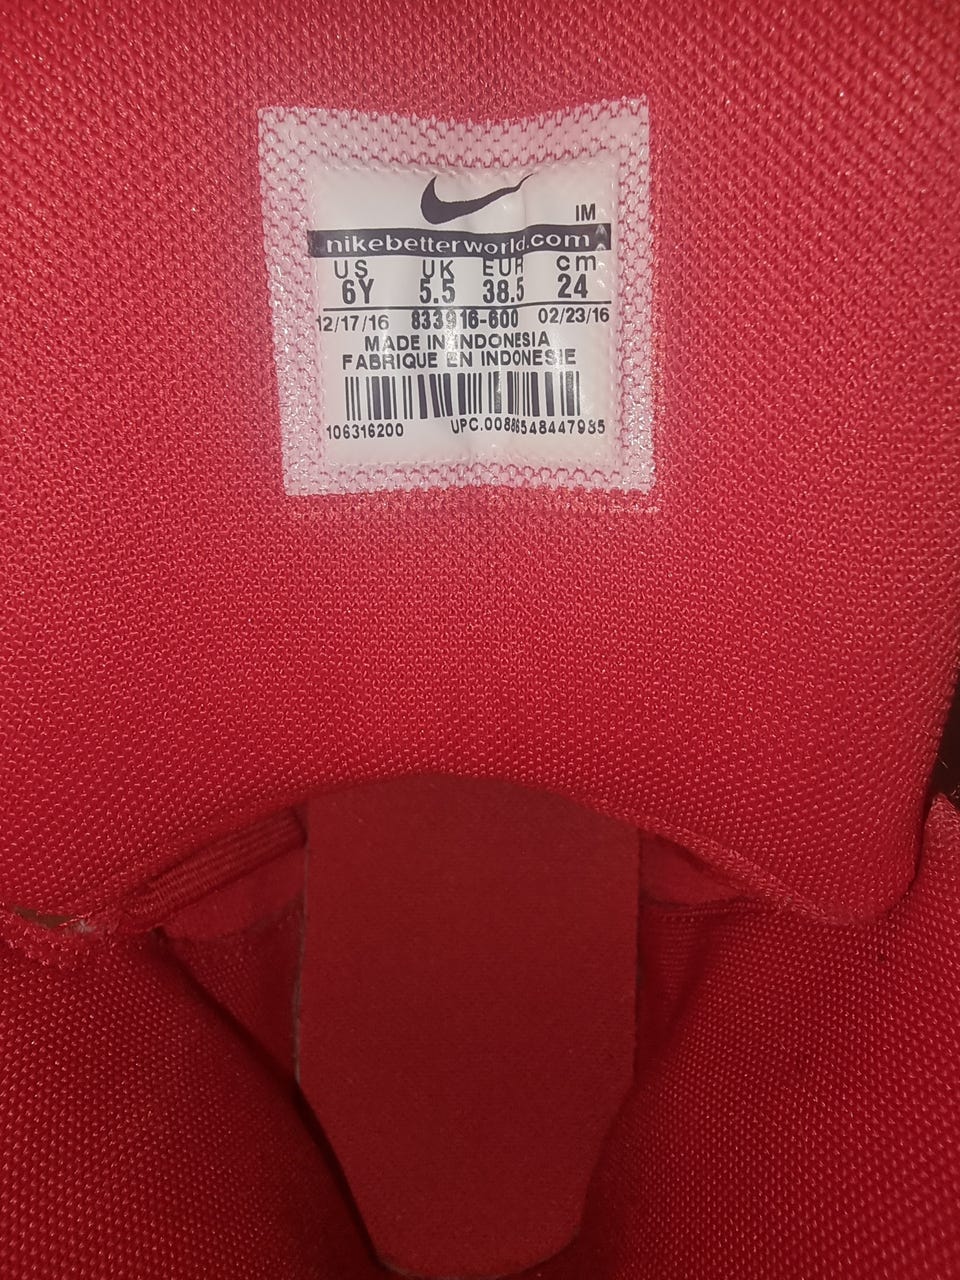 IM
nikebetterworld.com
US UK EUR cm
6Y 5.5 38.5 24
12/17/16 833916-600 02/23/16
MADE IN INDONESIA
FABRIQUE EN INDONESIE
106316200 UPC.00886548447935